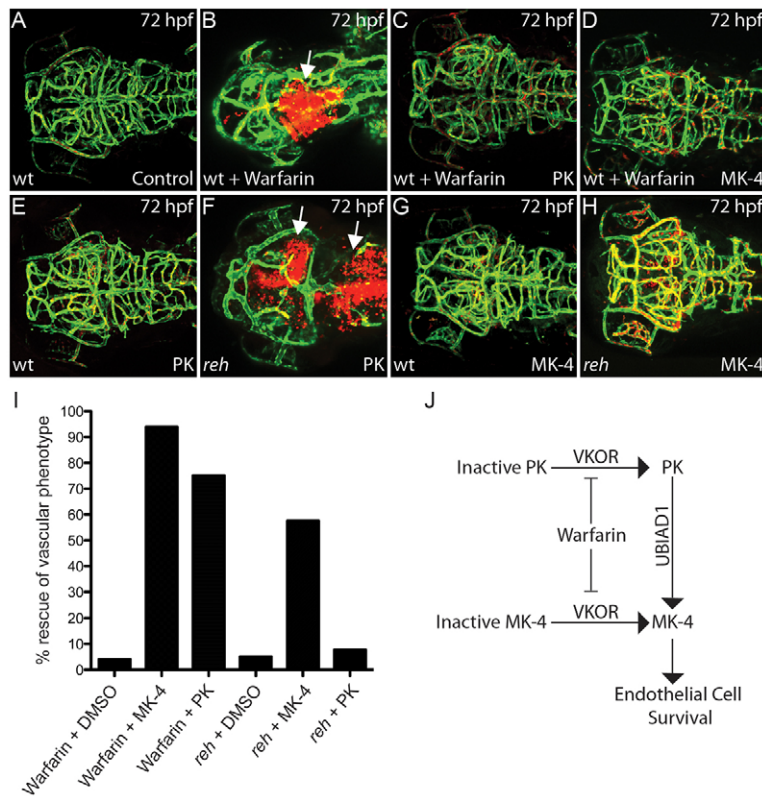 A 72 hpf
wt Control
B 72 hpf
wt + Warfarin
C 72 hpf
wt + Warfarin PK
D 72 hpf
wt + Warfarin MK-4
E 72 hpf
wt PK
F 72 hpf
reh PK
G 72 hpf
wt MK-4
H 72 hpf
reh MK-4
I
% rescue of vascular phenotype
100
90
80
70
60
50
40
30
20
10
0
Warfarin + DMSO
Warfarin + MK-4
Warfarin + PK
reh + DMSO
reh + MK-4
reh + PK
J
Inactive PK VKOR PK
Warfarin
UBIAD1
Inactive MK-4 VKOR MK-4
Endothelial Cell
Survival